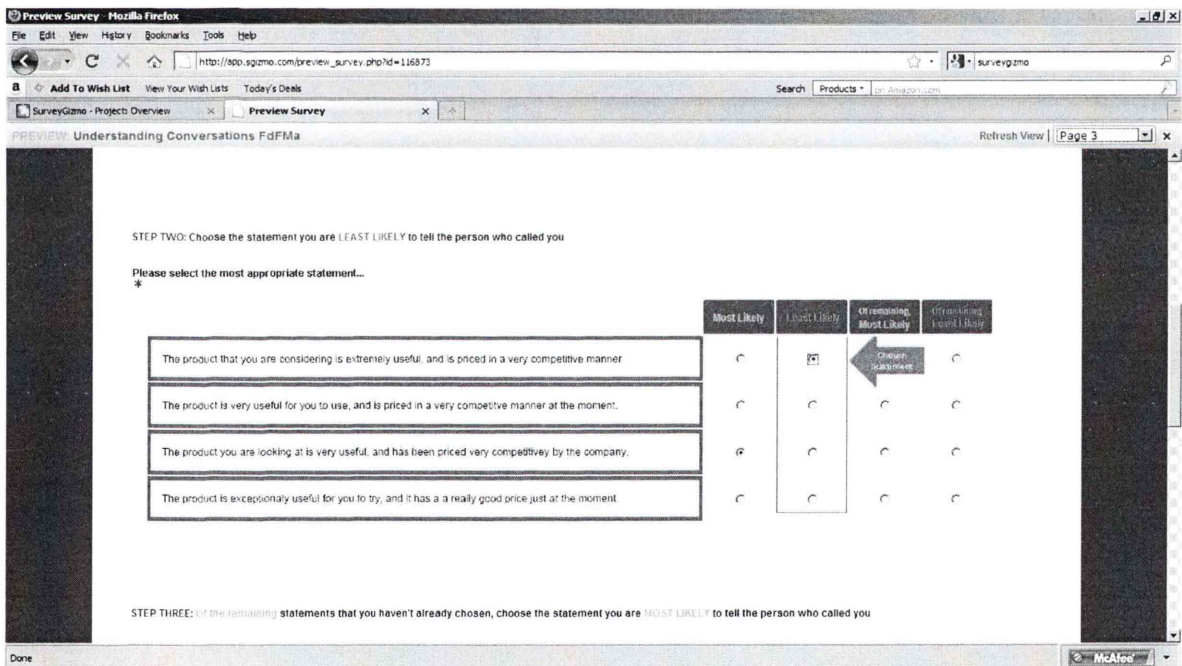 Preview Survey - Mozilla Firefox
File Edit View History Bookmarks Tools Help
http://app.sgizmo.com/preview_survey.php?id=116873 surveygizmo
a Add To Wish List View Your Wish Lists Today's Deals Search Products on Amazon.com
SurveyGizmo - Project: Overview Preview Survey
PREVIEW: Understanding Conversations FdFMa Refresh View | Page 3
STEP TWO: Choose the statement you are LEAST LIKELY to tell the person who called you
Please select the most appropriate statement...
*
Most Likely Least Likely Of remaining, Most Likely Of remaining, Least Likely
The product that you are considering is extremely useful, and is priced in a very competitive manner
Chosen statement
The product is very useful for you to use, and is priced in a very competitve manner at the moment.
The product you are looking at is very useful, and has been priced very competitivey by the company.
The product is exceptionaly useful for you to try, and it has a a really good price just at the moment
STEP THREE: Of the remaining statements that you haven't already chosen, choose the statement you are MOST LIKELY to tell the person who called you
Done McAfee